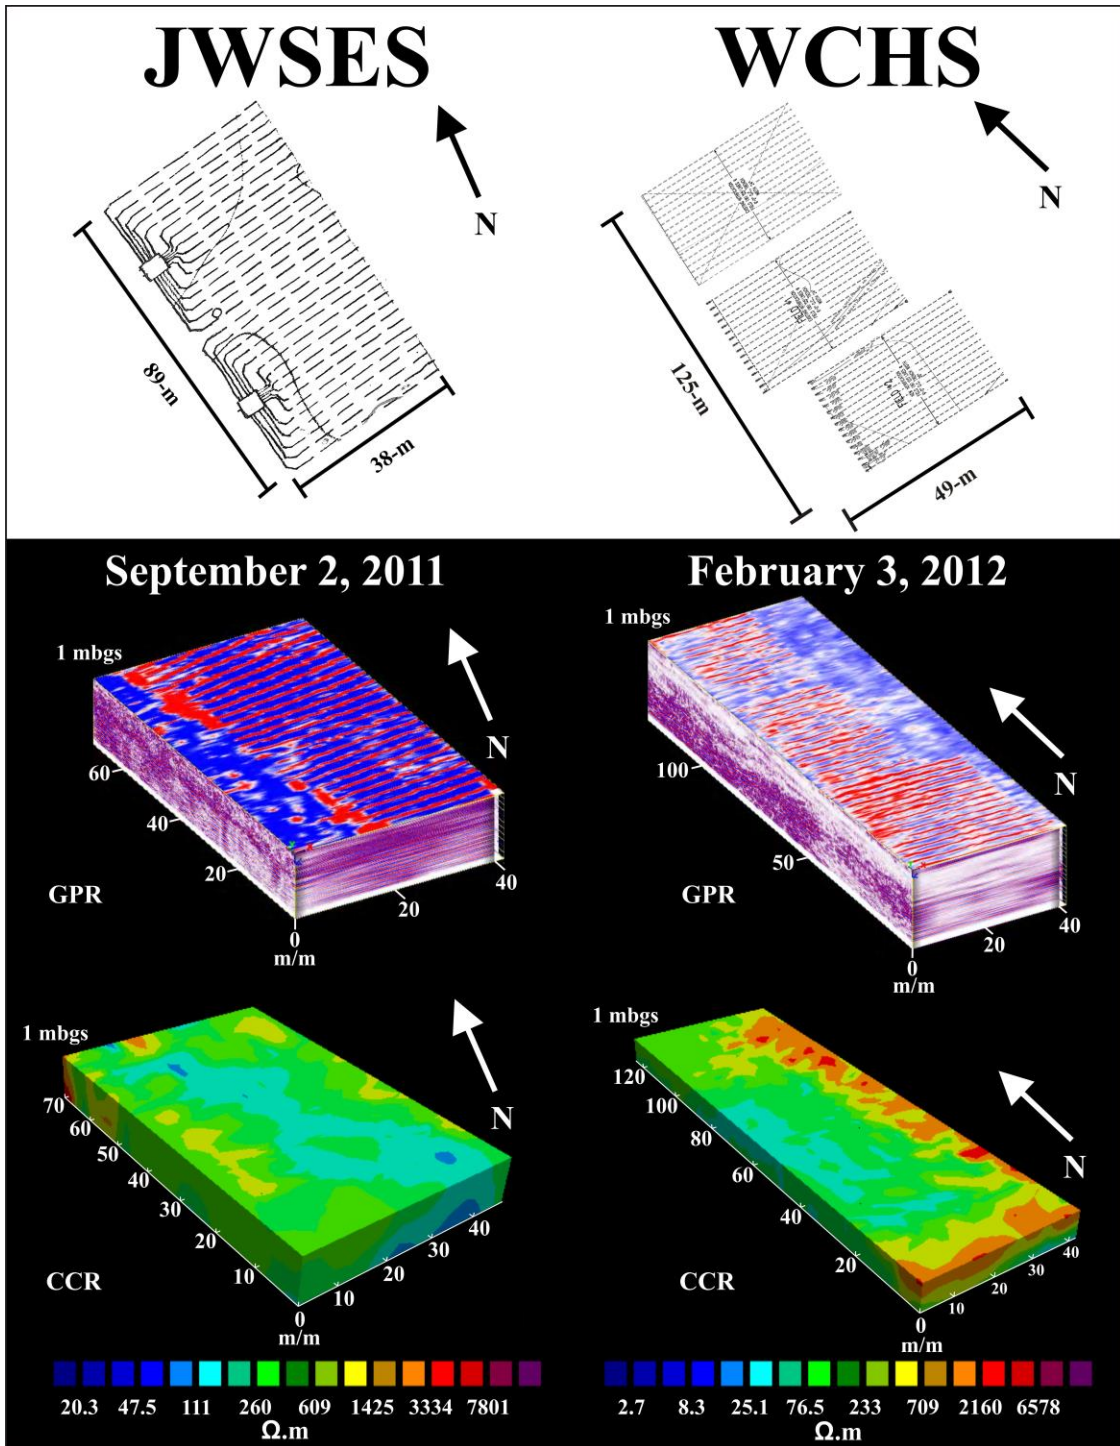 JWSES
WCHS
N
N
89-m
38-m
125-m
49-m
September 2, 2011
February 3, 2012
1 mbgs
1 mbgs
N
N
60
40
20
0
20
40
m/m
GPR
100
50
0
20
40
m/m
GPR
1 mbgs
1 mbgs
N
N
70
60
50
40
30
20
10
0
10
20
30
40
m/m
CCR
120
100
80
60
40
20
0
10
20
30
40
m/m
CCR
20.3 47.5 111 260 609 1425 3334 7801
Ω.m
2.7 8.3 25.1 76.5 233 709 2160 6578
Ω.m